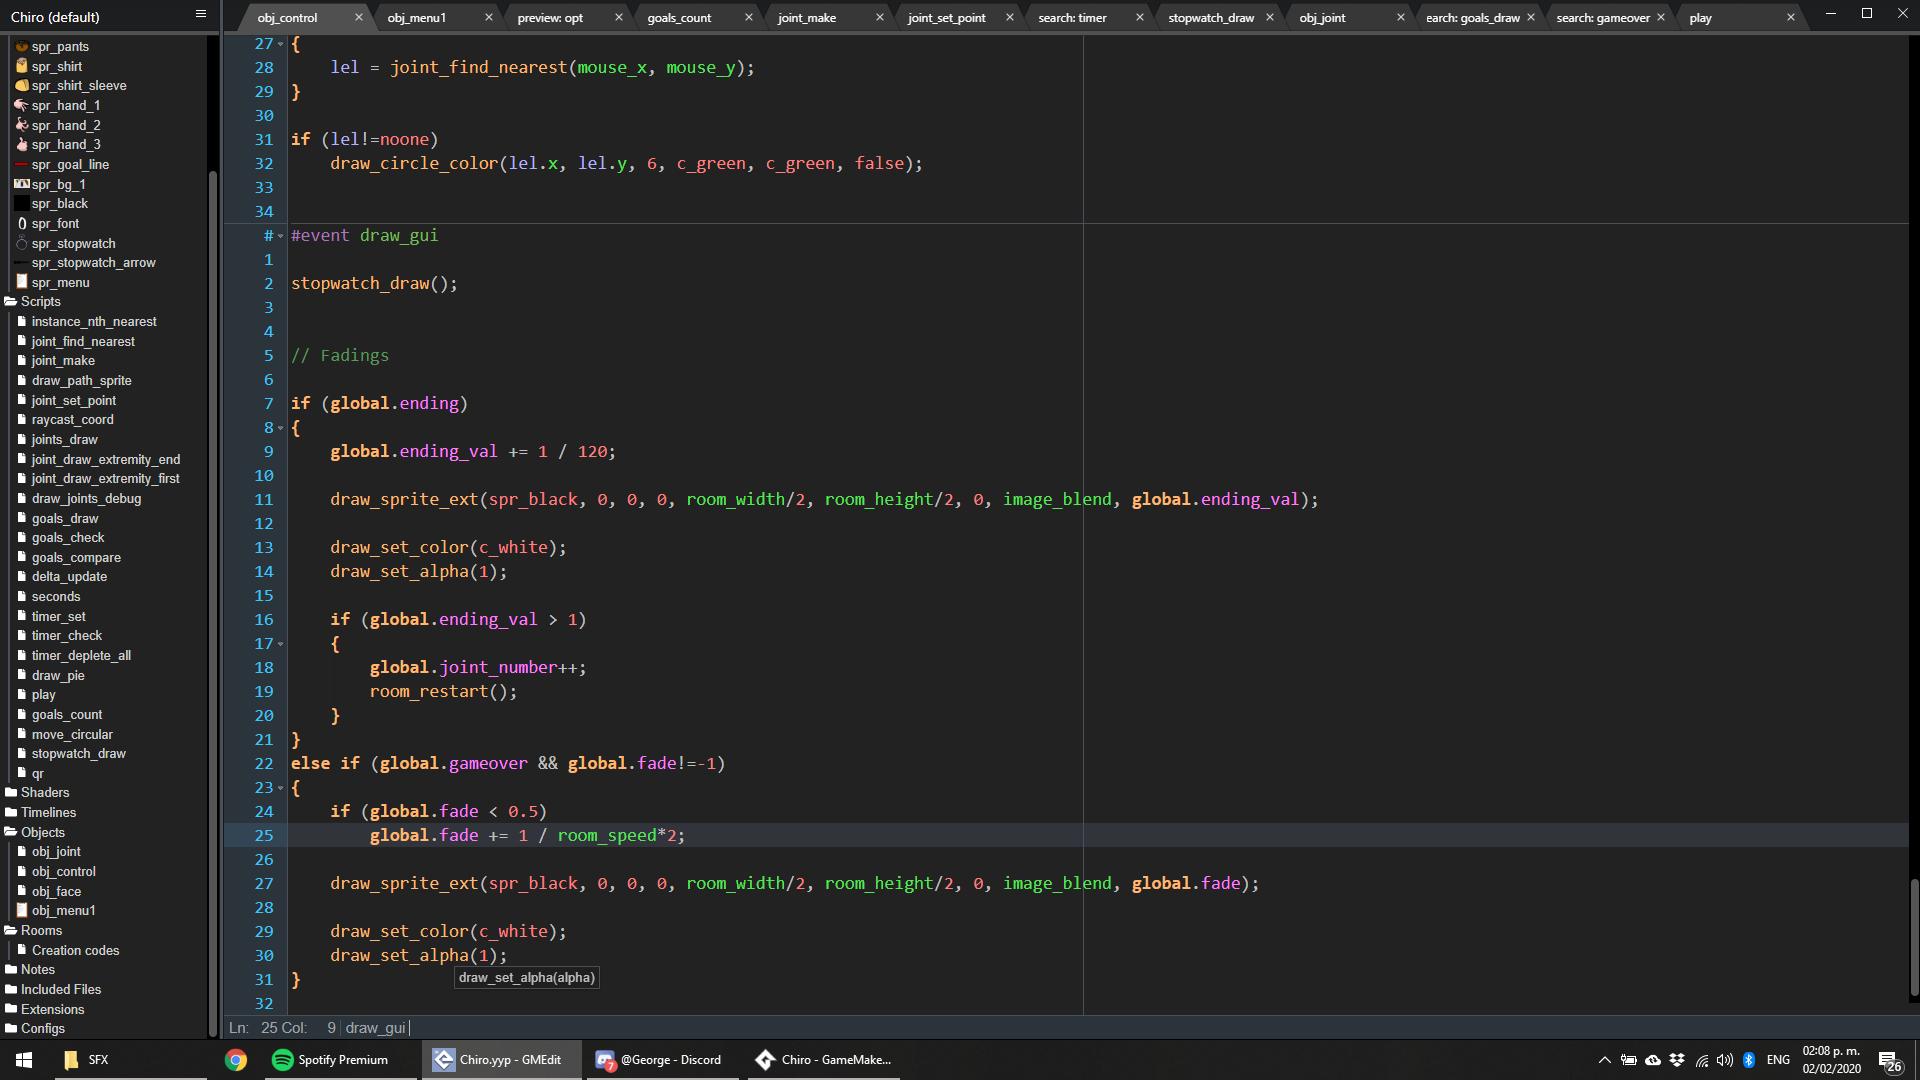 Chiro (default)
obj_control
obj_menu1
preview: opt
goals_count
joint_make
joint_set_point
search: timer
stopwatch_draw
obj_joint
earch: goals_draw
search: gameover
play
spr_pants
spr_shirt
spr_shirt_sleeve
spr_hand_1
spr_hand_2
spr_hand_3
spr_goal_line
spr_bg_1
spr_black
spr_font
spr_stopwatch
spr_stopwatch_arrow
spr_menu
Scripts
instance_nth_nearest
joint_find_nearest
joint_make
draw_path_sprite
joint_set_point
raycast_coord
joints_draw
joint_draw_extremity_end
joint_draw_extremity_first
draw_joints_debug
goals_draw
goals_check
goals_compare
delta_update
seconds
timer_set
timer_check
timer_deplete_all
draw_pie
play
goals_count
move_circular
stopwatch_draw
qr
Shaders
Timelines
Objects
obj_joint
obj_control
obj_face
obj_menu1
Rooms
Creation codes
Notes
Included Files
Extensions
Configs
27 {
28 lel = joint_find_nearest(mouse_x, mouse_y);
29 }
30
31 if (lel!=noone)
32 draw_circle_color(lel.x, lel.y, 6, c_green, c_green, false);
33
34
# #event draw_gui
1
2 stopwatch_draw();
3
4
5 // Fadings
6
7 if (global.ending)
8 {
9 global.ending_val += 1 / 120;
10
11 draw_sprite_ext(spr_black, 0, 0, 0, room_width/2, room_height/2, 0, image_blend, global.ending_val);
12
13 draw_set_color(c_white);
14 draw_set_alpha(1);
15
16 if (global.ending_val > 1)
17 {
18 global.joint_number++;
19 room_restart();
20 }
21 }
22 else if (global.gameover && global.fade!=-1)
23 {
24 if (global.fade < 0.5)
25 global.fade += 1 / room_speed*2;
26
27 draw_sprite_ext(spr_black, 0, 0, 0, room_width/2, room_height/2, 0, image_blend, global.fade);
28
29 draw_set_color(c_white);
30 draw_set_alpha(1);
31 }
draw_set_alpha(alpha)
32
Ln: 25 Col: 9 draw_gui
SFX
Spotify Premium
Chiro.yyp - GMEdit
7
@George - Discord
Chiro - GameMake...
ENG
02:08 p. m.
02/02/2020
26